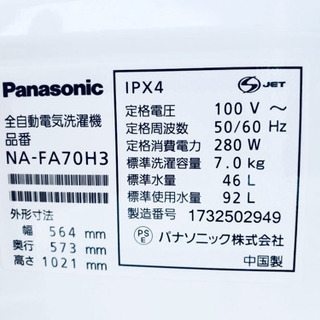 Panasonic
全自動電気洗濯機
品番
NA-FA70H3
外形寸法
幅 564 mm
奥行 573 mm
高さ 1021 mm
IPX4
S JET
定格電圧 100 V ～
定格周波数 50/60 Hz
定格消費電力 280 W
標準洗濯容量 7.0 kg
標準水量 46 L
標準使用水量 92 L
製造番号 1732502949
PS E パナソニック株式会社
中国製